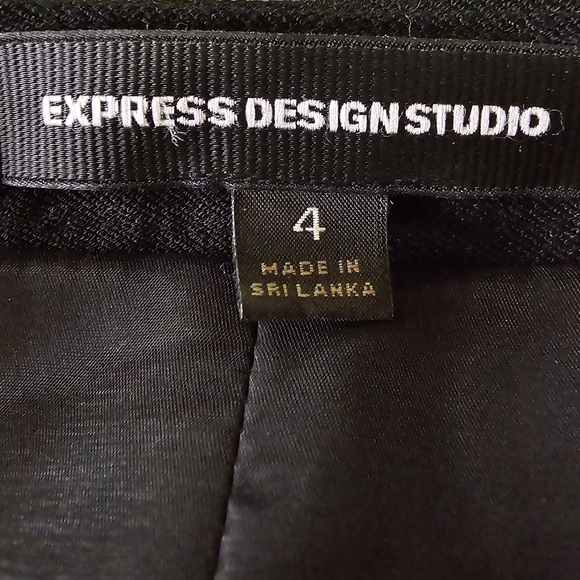 EXPRESS DESIGN STUDIO
4
MADE IN
SRI LANKA